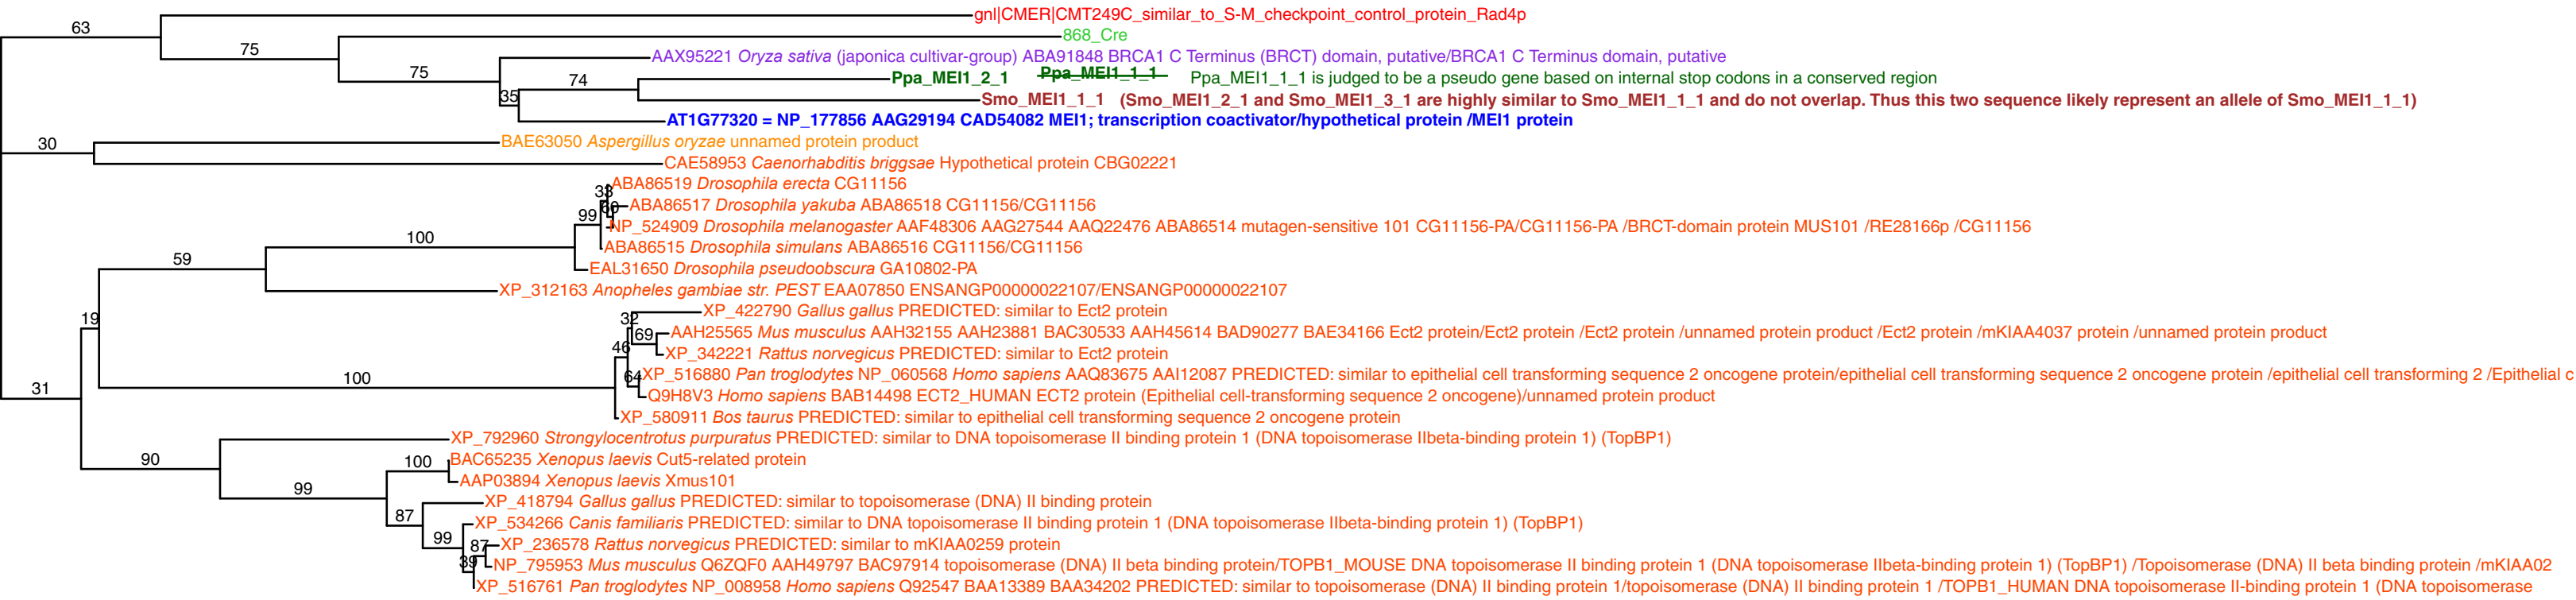 gnl|CMER|CMT249C_similar_to_S-M_checkpoint_control_protein_Rad4p
63
868_Cre
75
AAX95221 Oryza sativa (japonica cultivar-group) ABA91848 BRCA1 C Terminus (BRCT) domain, putative/BRCA1 C Terminus domain, putative
75
Ppa_MEI1_2_1 Ppa_MEI1_1_1 Ppa_MEI1_1_1 is judged to be a pseudo gene based on internal stop codons in a conserved region
74
35
Smo_MEI1_1_1 (Smo_MEI1_2_1 and Smo_MEI1_3_1 are highly similar to Smo_MEI1_1_1 and do not overlap. Thus this two sequence likely represent an allele of Smo_MEI1_1_1)
AT1G77320 = NP_177856 AAG29194 CAD54082 MEI1; transcription coactivator/hypothetical protein /MEI1 protein
30
BAE63050 Aspergillus oryzae unnamed protein product
CAE58953 Caenorhabditis briggsae Hypothetical protein CBG02221
ABA86519 Drosophila erecta CG11156
33
ABA86517 Drosophila yakuba ABA86518 CG11156/CG11156
60
99
NP_524909 Drosophila melanogaster AAF48306 AAG27544 AAQ22476 ABA86514 mutagen-sensitive 101 CG11156-PA/CG11156-PA /BRCT-domain protein MUS101 /RE28166p /CG11156
100
ABA86515 Drosophila simulans ABA86516 CG11156/CG11156
59
EAL31650 Drosophila pseudoobscura GA10802-PA
XP_312163 Anopheles gambiae str. PEST EAA07850 ENSANGP00000022107/ENSANGP00000022107
19
XP_422790 Gallus gallus PREDICTED: similar to Ect2 protein
32
69
AAH25565 Mus musculus AAH32155 AAH23881 BAC30533 AAH45614 BAD90277 BAE34166 Ect2 protein/Ect2 protein /Ect2 protein /unnamed protein product /Ect2 protein /mKIAA4037 protein /unnamed protein product
46
XP_342221 Rattus norvegicus PREDICTED: similar to Ect2 protein
100
64
XP_516880 Pan troglodytes NP_060568 Homo sapiens AAQ83675 AAI12087 PREDICTED: similar to epithelial cell transforming sequence 2 oncogene protein/epithelial cell transforming sequence 2 oncogene protein /epithelial cell transforming 2 /Epithelial c
31
Q9H8V3 Homo sapiens BAB14498 ECT2_HUMAN ECT2 protein (Epithelial cell-transforming sequence 2 oncogene)/unnamed protein product
XP_580911 Bos taurus PREDICTED: similar to epithelial cell transforming sequence 2 oncogene protein
XP_792960 Strongylocentrotus purpuratus PREDICTED: similar to DNA topoisomerase II binding protein 1 (DNA topoisomerase IIbeta-binding protein 1) (TopBP1)
90
100
BAC65235 Xenopus laevis Cut5-related protein
AAP03894 Xenopus laevis Xmus101
99
XP_418794 Gallus gallus PREDICTED: similar to topoisomerase (DNA) II binding protein
87
XP_534266 Canis familiaris PREDICTED: similar to DNA topoisomerase II binding protein 1 (DNA topoisomerase IIbeta-binding protein 1) (TopBP1)
99
87
XP_236578 Rattus norvegicus PREDICTED: similar to mKIAA0259 protein
39
NP_795953 Mus musculus Q6ZQF0 AAH49797 BAC97914 topoisomerase (DNA) II beta binding protein/TOPB1_MOUSE DNA topoisomerase II binding protein 1 (DNA topoisomerase IIbeta-binding protein 1) (TopBP1) /Topoisomerase (DNA) II beta binding protein /mKIAA02
XP_516761 Pan troglodytes NP_008958 Homo sapiens Q92547 BAA13389 BAA34202 PREDICTED: similar to topoisomerase (DNA) II binding protein 1/topoisomerase (DNA) II binding protein 1 /TOPB1_HUMAN DNA topoisomerase II-binding protein 1 (DNA topoisomerase